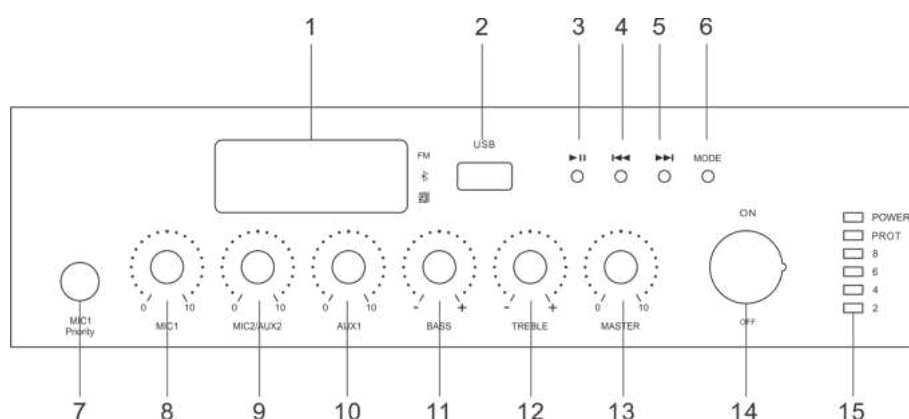 1 2 3 4 5 6
USB
FM
MODE
ON
POWER
PROT
8
6
4
2
0 10 0 10 0 10 - + - + 0 10
OFF
MIC1
Priority
MIC1 MIC2/AUX2 AUX1 BASS TREBLE MASTER
7 8 9 10 11 12 13 14 15